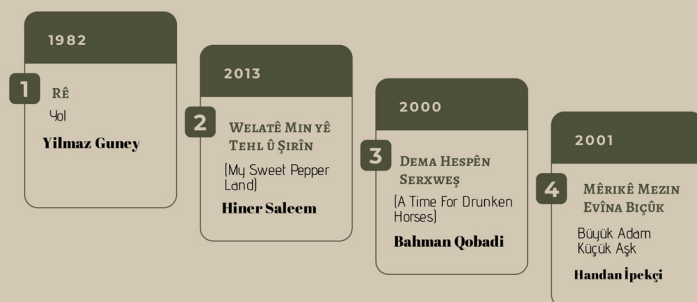 1982
1
Rê
Yol
Yilmaz Guney
2013
2
Welatê Min yê
Tehl û Şirîn
(My Sweet Pepper
Land)
Hiner Saleem
2000
3
Dema Hespên
Serxweş
(A Time For Drunken
Horses)
Bahman Qobadi
2001
4
Mêrikê Mezin
Evîna Biçûk
Büyük Adam
Küçük Aşk
Handan İpekçi